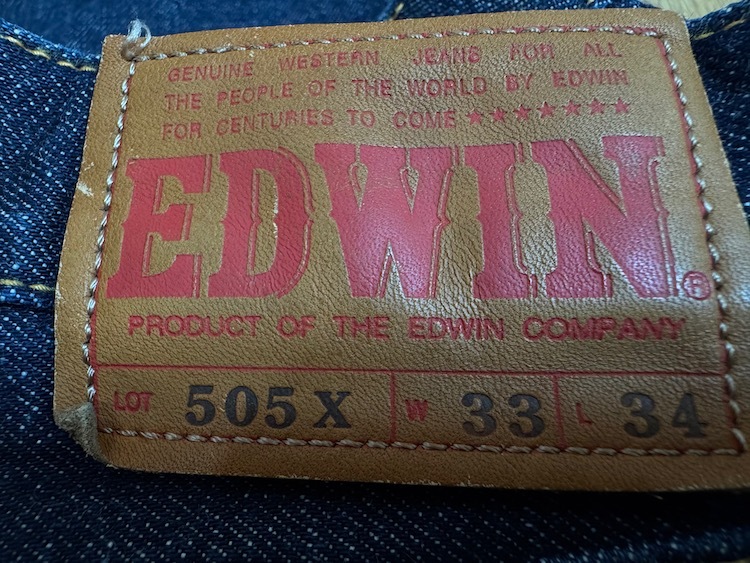 GENUINE WESTERN JEANS FOR ALL
THE PEOPLE OF THE WORLD BY EDWIN
FOR CENTURIES TO COME ★★★★★★★
EDWIN®
PRODUCT OF THE EDWIN COMPANY
LOT 505X W 33 L 34